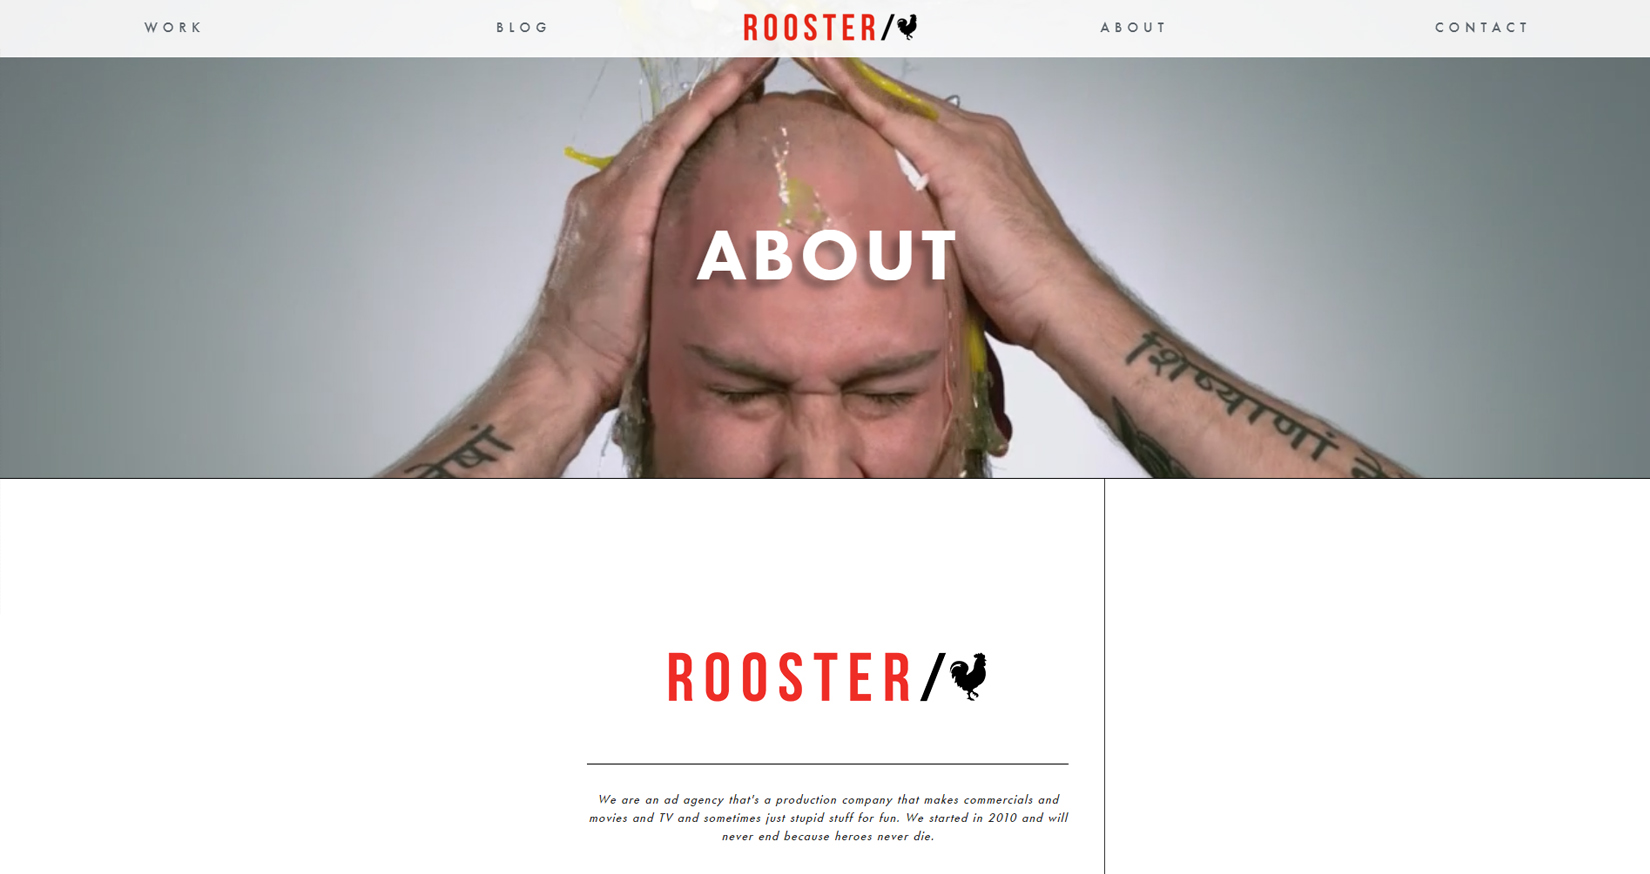 WORK BLOG ROOSTER/ ABOUT CONTACT
ABOUT
शिष्याणां
ROOSTER/
We are an ad agency that's a production company that makes commercials and
movies and TV and sometimes just stupid stuff for fun. We started in 2010 and will
never end because heroes never die.